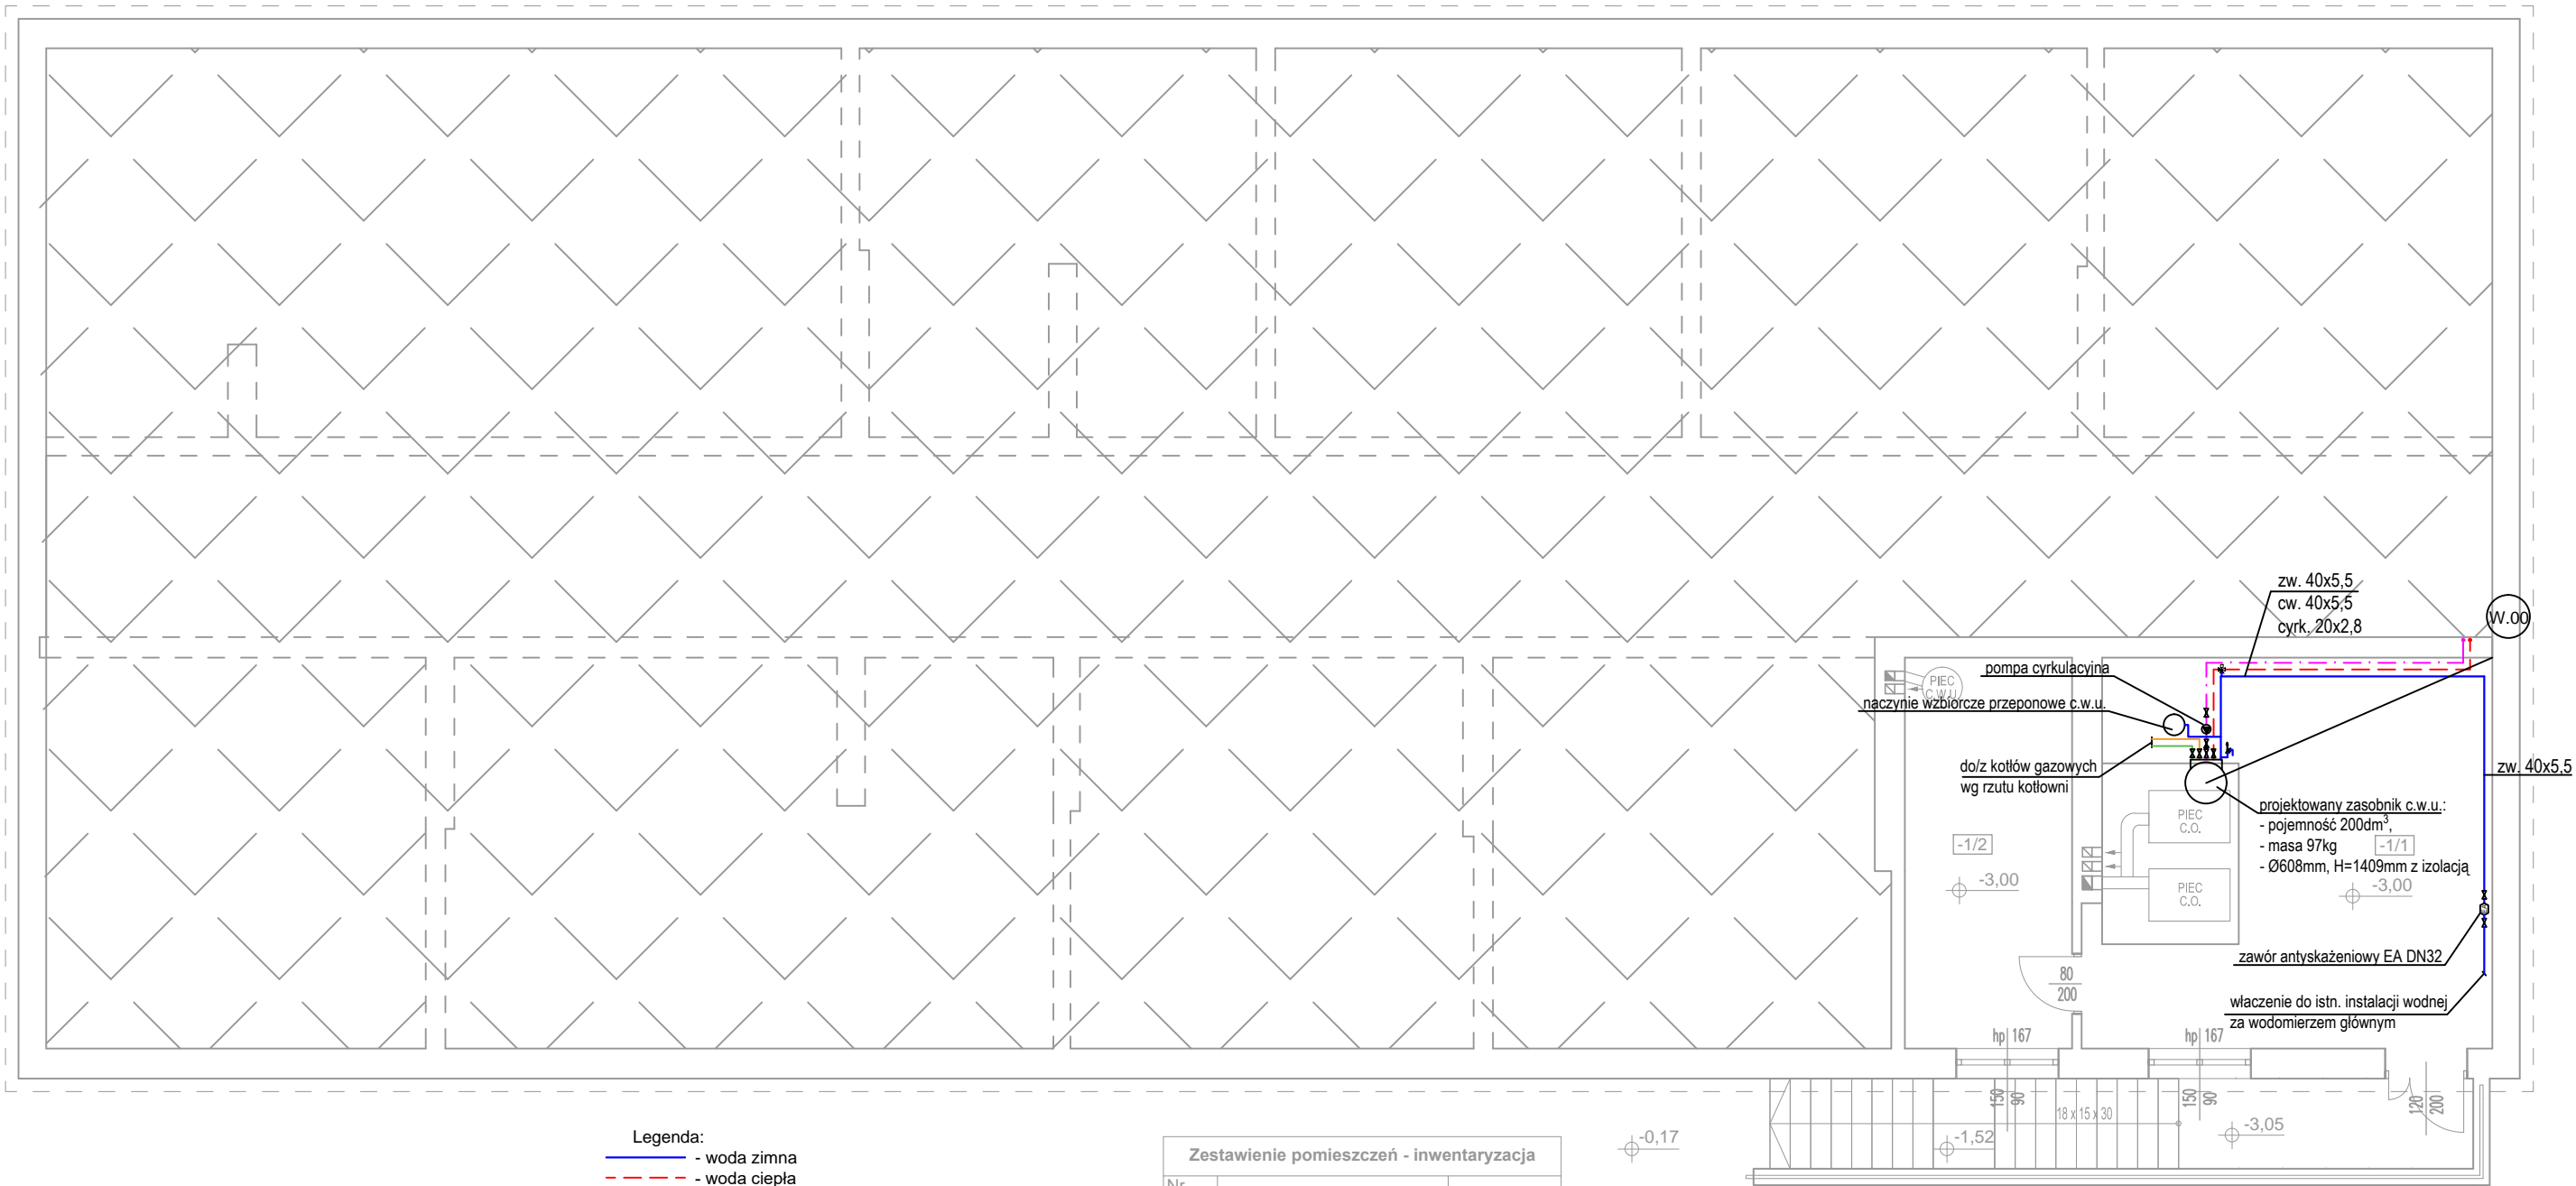 zw. 40x5,5
cw. 40x5,5
cyrk. 20x2,8
W.00
pompa cyrkulacyjna
PIEC
C.W.U
naczynie wzbiorcze przeponowe c.w.u.
do/z kotłów gazowych
wg rzutu kotłowni
zw. 40x5,5
projektowany zasobnik c.w.u.:
- pojemność 200dm³,
- masa 97kg
- Ø608mm, H=1409mm z izolacją
PIEC
C.O.
-1/2
-1/1
-3,00
-3,00
PIEC
C.O.
zawór antyskażeniowy EA DN32
80
200
właczenie do istn. instalacji wodnej
za wodomierzem głównym
hp 167
hp 167
150
90
150
90
18 x 15 x 30
120
200
-0,17
-1,52
-3,05
Legenda:
- woda zimna
- woda ciepła
Zestawienie pomieszczeń - inwentaryzacja
Nr